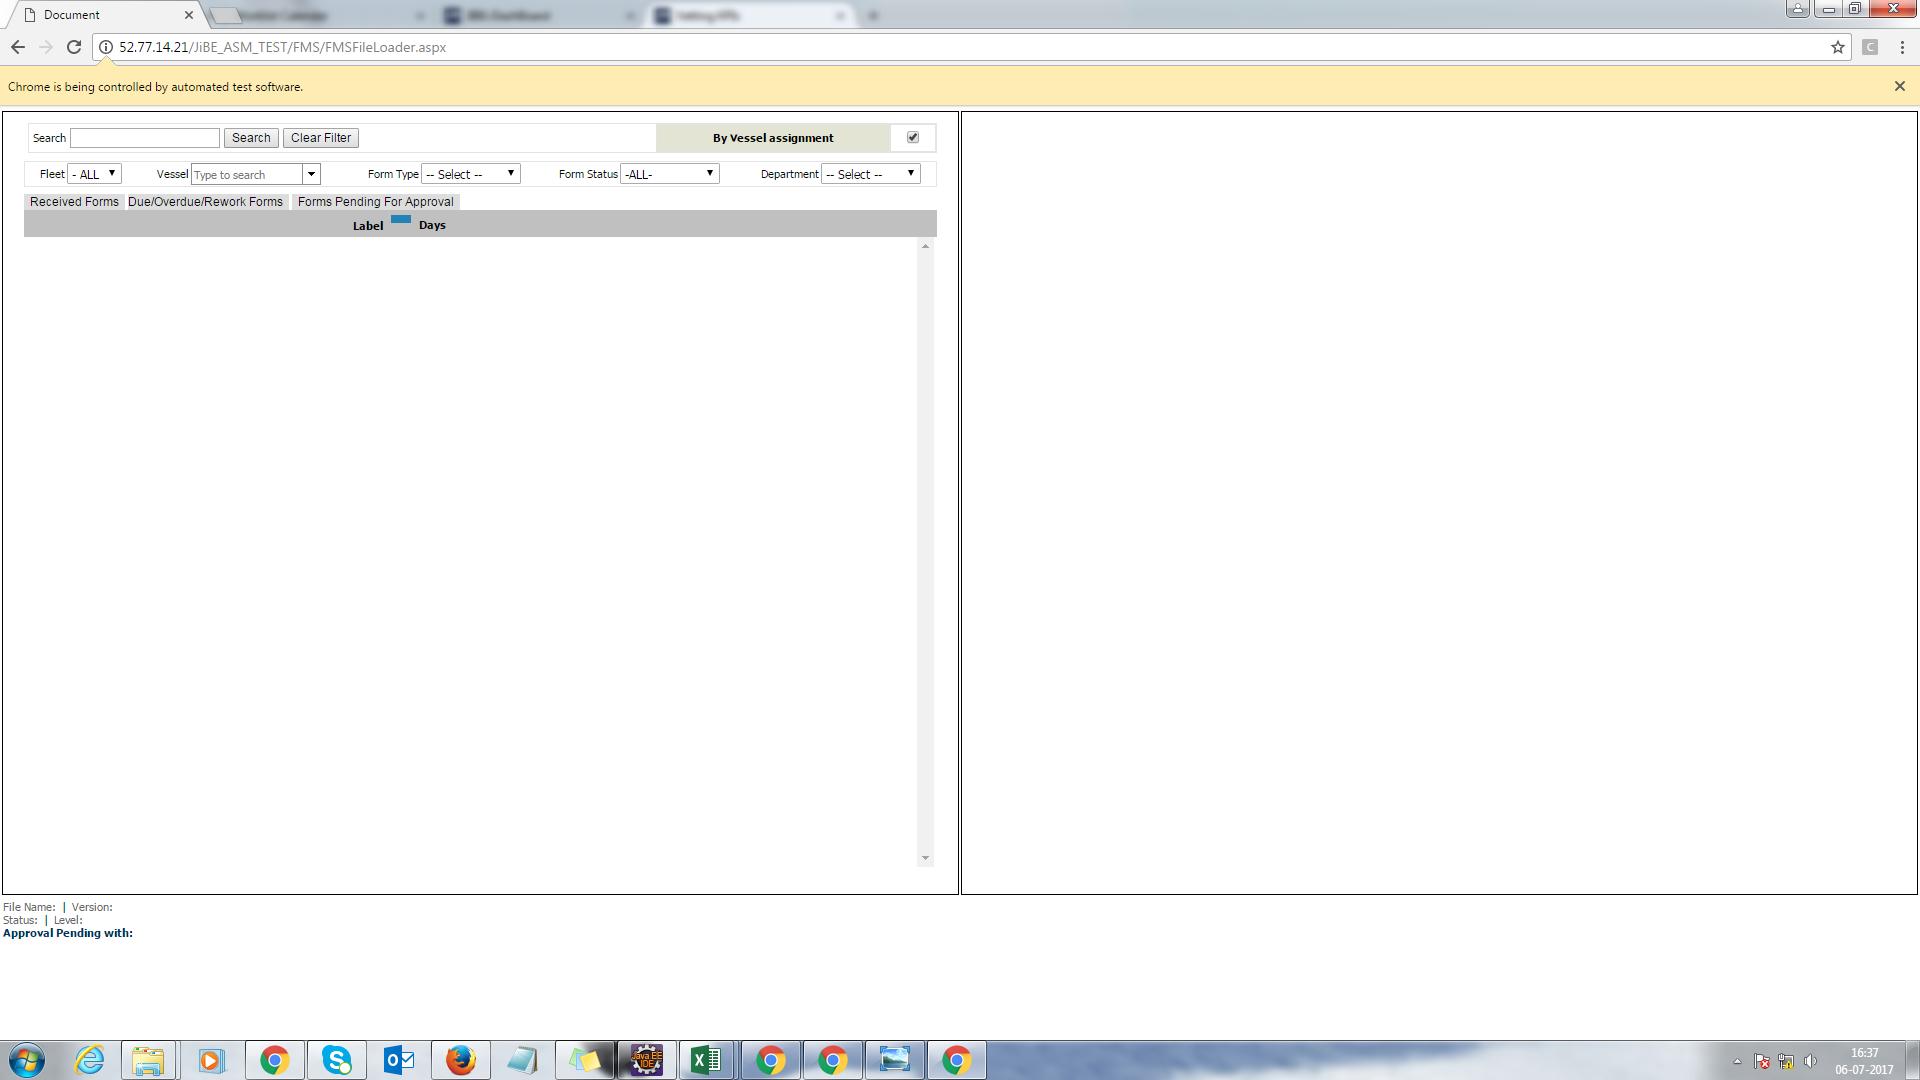 Document
52.77.14.21/JiBE_ASM_TEST/FMS/FMSFileLoader.aspx
C
Chrome is being controlled by automated test software.
Search Search Clear Filter By Vessel assignment
Fleet - ALL Vessel Type to search Form Type -- Select -- Form Status -ALL- Department -- Select --
Received Forms Due/Overdue/Rework Forms Forms Pending For Approval
Label Days
File Name: | Version:
Status: | Level:
Approval Pending with:
Java EE
IDE
16:37
06-07-2017